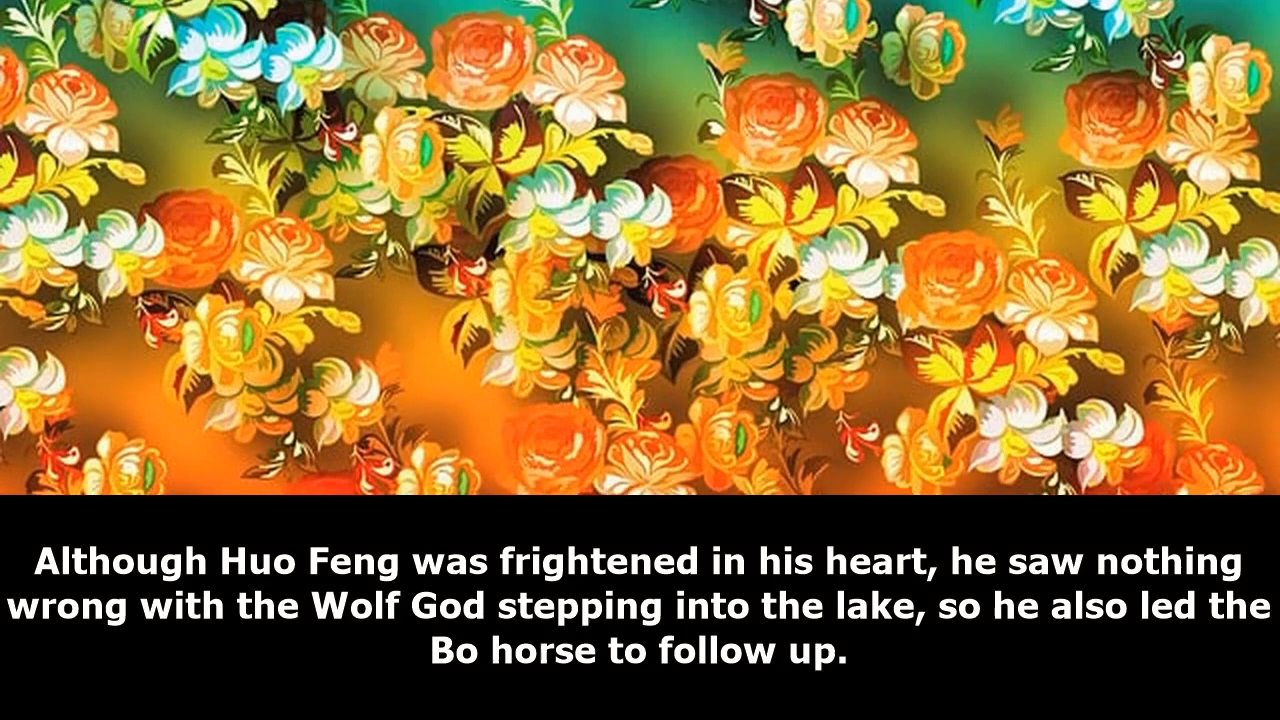 Although Huo Feng was frightened in his heart, he saw nothing
wrong with the Wolf God stepping into the lake, so he also led the
Bo horse to follow up.